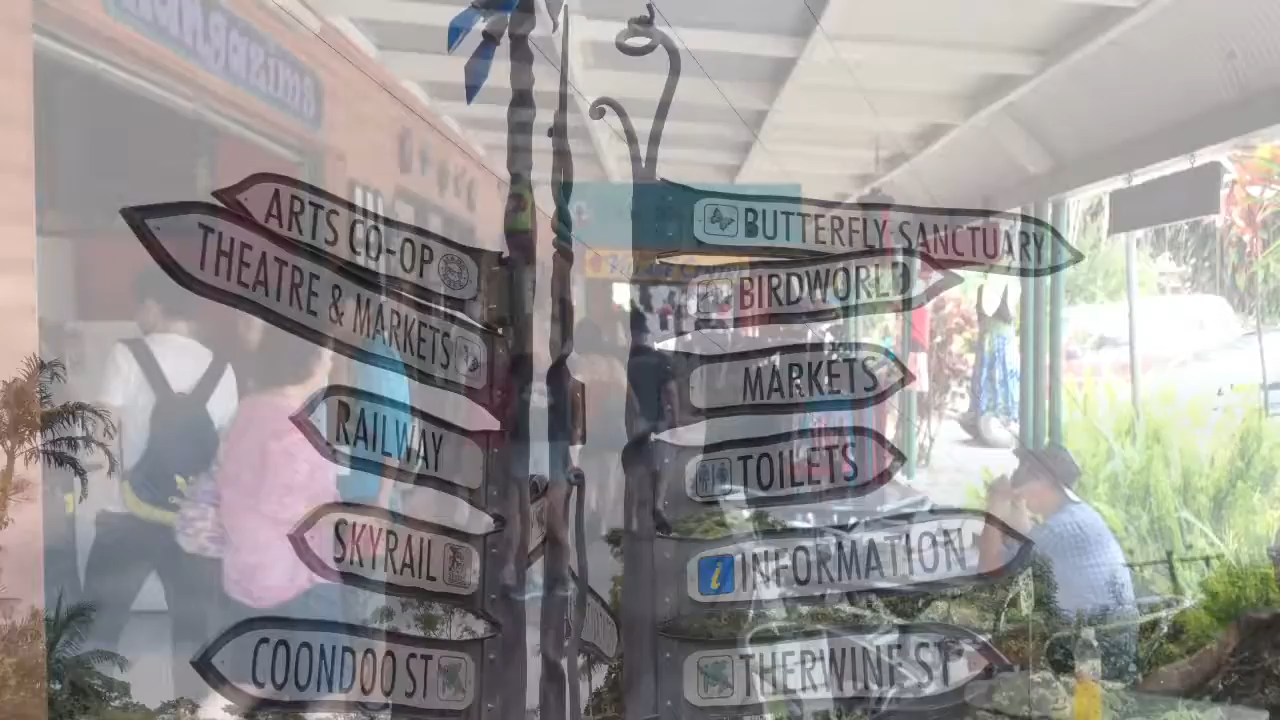 ARTS CO-OP
THEATRE & MARKETS
RAILWAY
SKYRAIL
COONDOO ST
BUTTERFLY SANCTUARY
BIRDWORLD
MARKETS
TOILETS
i INFORMATION
THERWINE ST